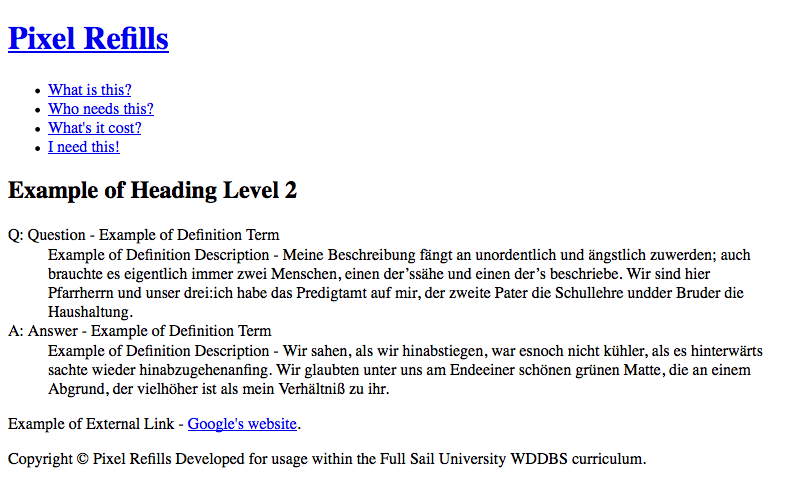 Pixel Refills
What is this?
Who needs this?
What's it cost?
I need this!
Example of Heading Level 2
Q: Question - Example of Definition Term
Example of Definition Description - Meine Beschreibung fängt an unordentlich und ängstlich zuwerden; auch
brauchte es eigentlich immer zwei Menschen, einen der’ssähe und einen der’s beschriebe. Wir sind hier
Pfarrherrn und unser drei:ich habe das Predigtamt auf mir, der zweite Pater die Schullehre undder Bruder die
Haushaltung.
A: Answer - Example of Definition Term
Example of Definition Description - Wir sahen, als wir hinabstiegen, war esnoch nicht kühler, als es hinterwärts
sachte wieder hinabzugehenanfing. Wir glaubten unter uns am Endeeiner schönen grünen Matte, die an einem
Abgrund, der vielhöher ist als mein Verhältniß zu ihr.
Example of External Link - Google's website.
Copyright © Pixel Refills Developed for usage within the Full Sail University WDDBS curriculum.